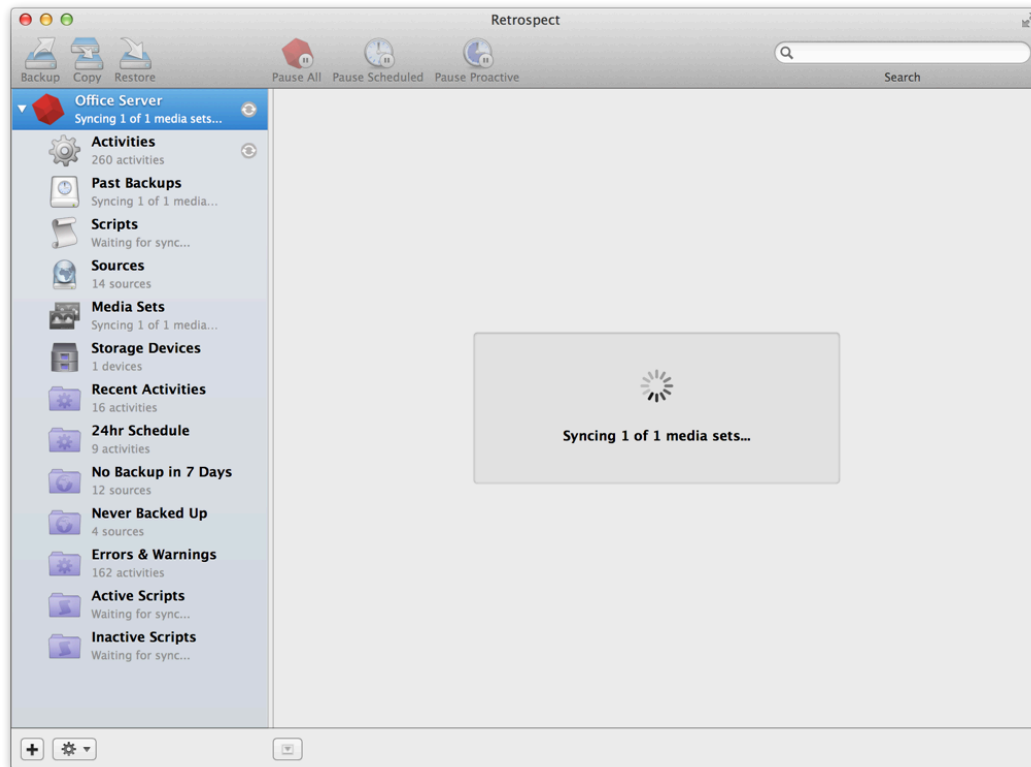 Retrospect
Backup Copy Restore
Pause All Pause Scheduled Pause Proactive
Search
Office Server
Syncing 1 of 1 media sets...
Activities
260 activities
Past Backups
Syncing 1 of 1 media...
Scripts
Waiting for sync...
Sources
14 sources
Media Sets
Syncing 1 of 1 media...
Storage Devices
1 devices
Recent Activities
16 activities
24hr Schedule
9 activities
No Backup in 7 Days
12 sources
Never Backed Up
4 sources
Errors & Warnings
162 activities
Active Scripts
Waiting for sync...
Inactive Scripts
Waiting for sync...
Syncing 1 of 1 media sets...